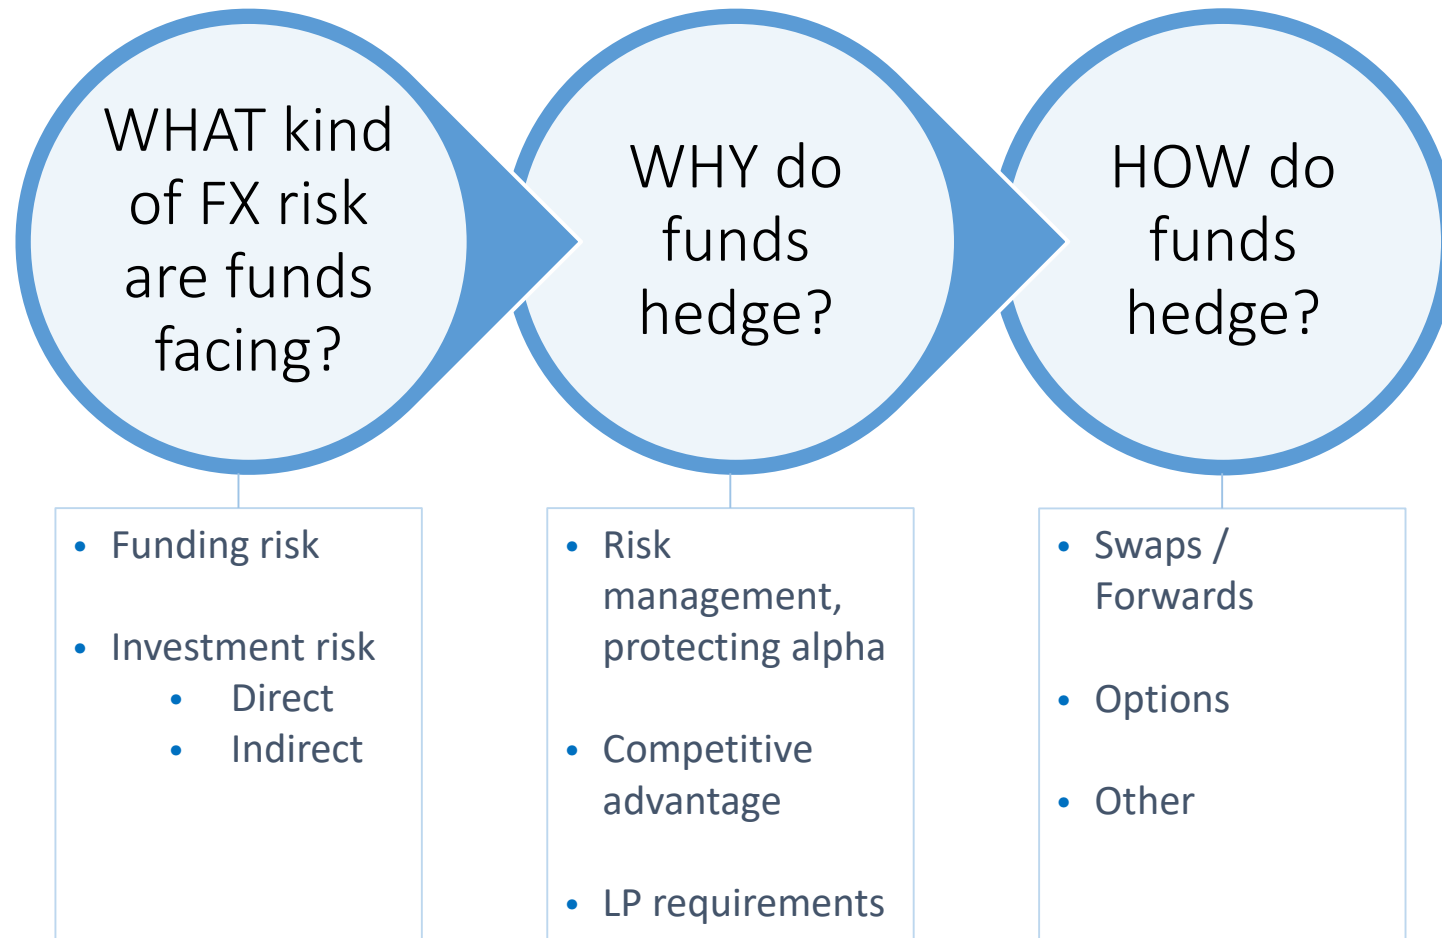 WHAT kind
of FX risk
are funds
facing?
WHY do
funds
hedge?
HOW do
funds
hedge?
• Funding risk
• Investment risk
• Direct
• Indirect
• Risk
management,
protecting alpha
• Competitive
advantage
• LP requirements
• Swaps /
Forwards
• Options
• Other